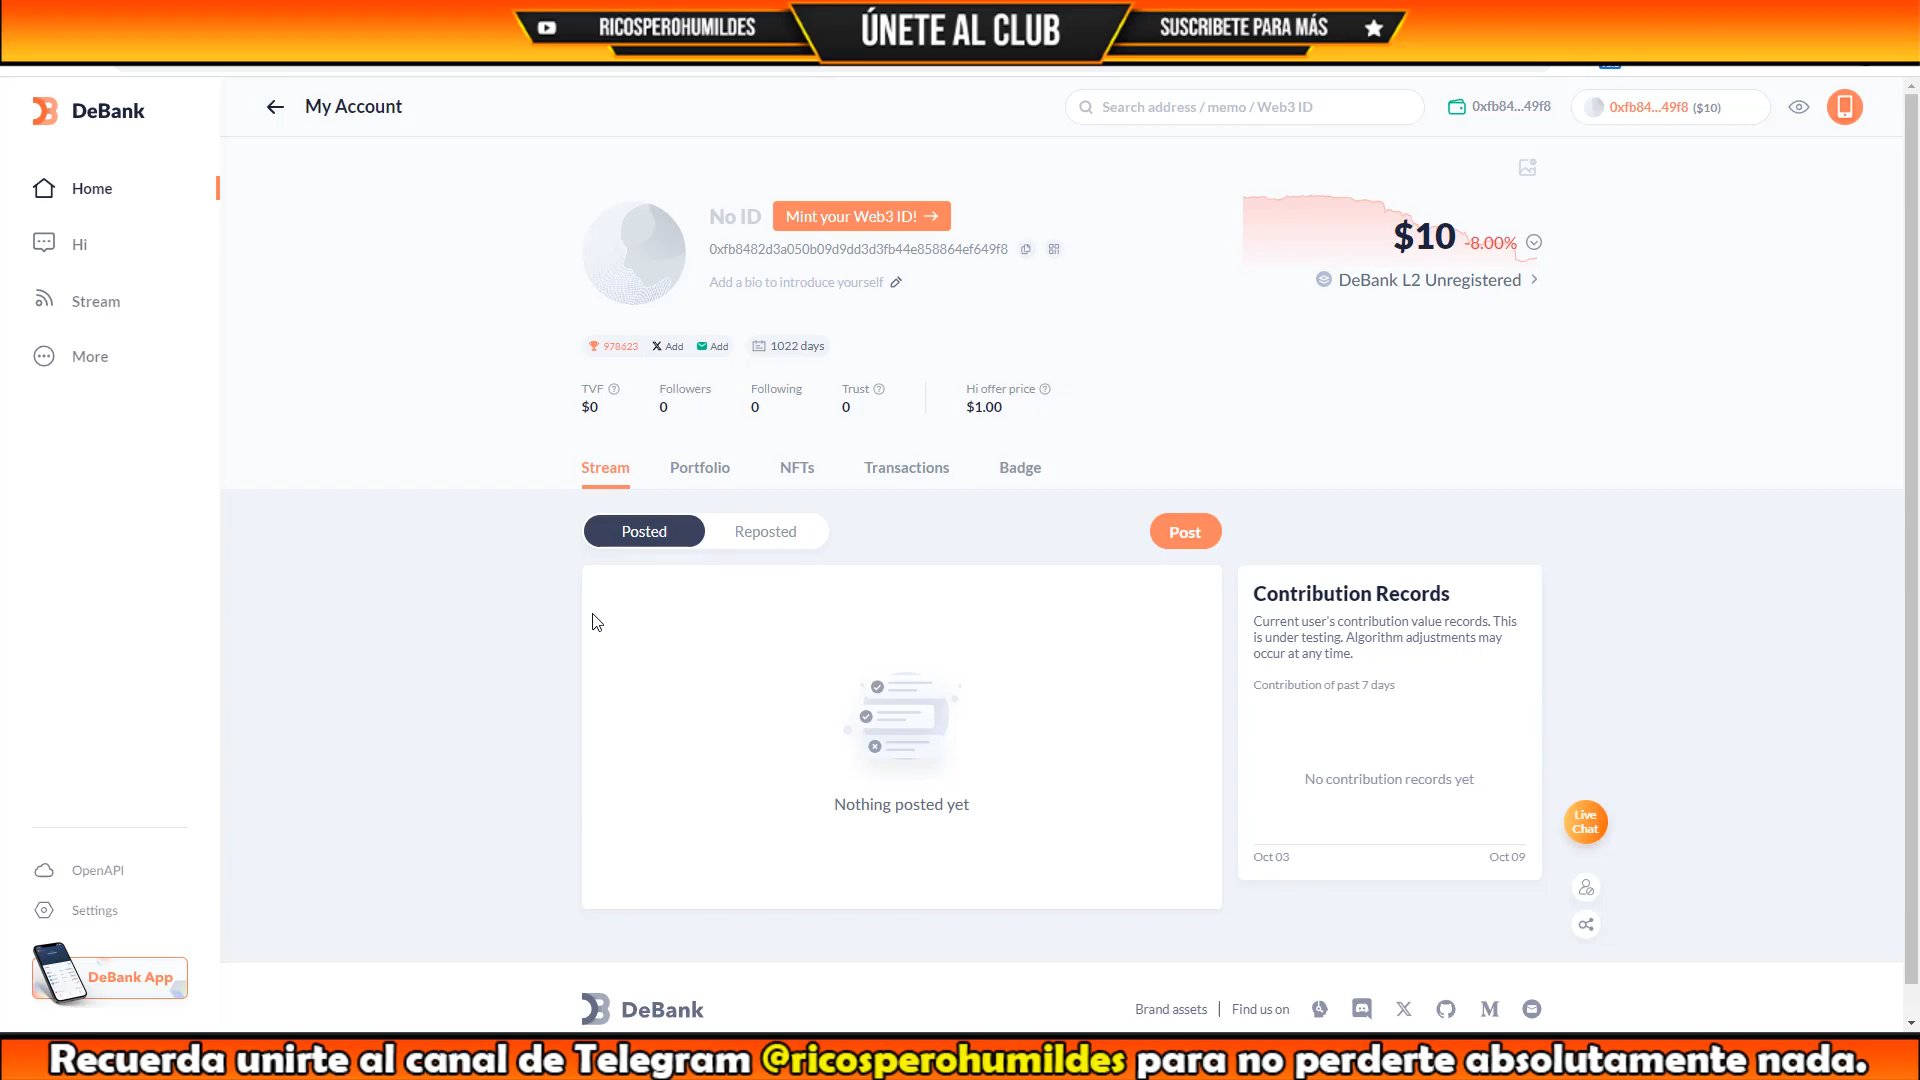 RICOSPEROHUMILDES
ÚNETE AL CLUB
SUSCRIBETE PARA MÁS
DeBank
My Account
Search address / memo / Web3 ID
0xfb84...49f8
0xfb84...49f8 ($10)
Home
Hi
Stream
More
No ID
Mint your Web3 ID!
0xfb8482d3a050b09d9dd3d3fb44e858864ef649f8
Add a bio to introduce yourself
$10 -8.00%
DeBank L2 Unregistered
978623
Add
Add
1022 days
TVF
$0
Followers
0
Following
0
Trust
0
Hi offer price
$1.00
Stream
Portfolio
NFTs
Transactions
Badge
Posted
Reposted
Post
Nothing posted yet
Contribution Records
Current user's contribution value records. This
is under testing. Algorithm adjustments may
occur at any time.
Contribution of past 7 days
No contribution records yet
Oct 03
Oct 09
Live
Chat
OpenAPI
Settings
DeBank App
DeBank
Brand assets | Find us on
Recuerda unirte al canal de Telegram @ricosperohumildes para no perderte absolutamente nada.